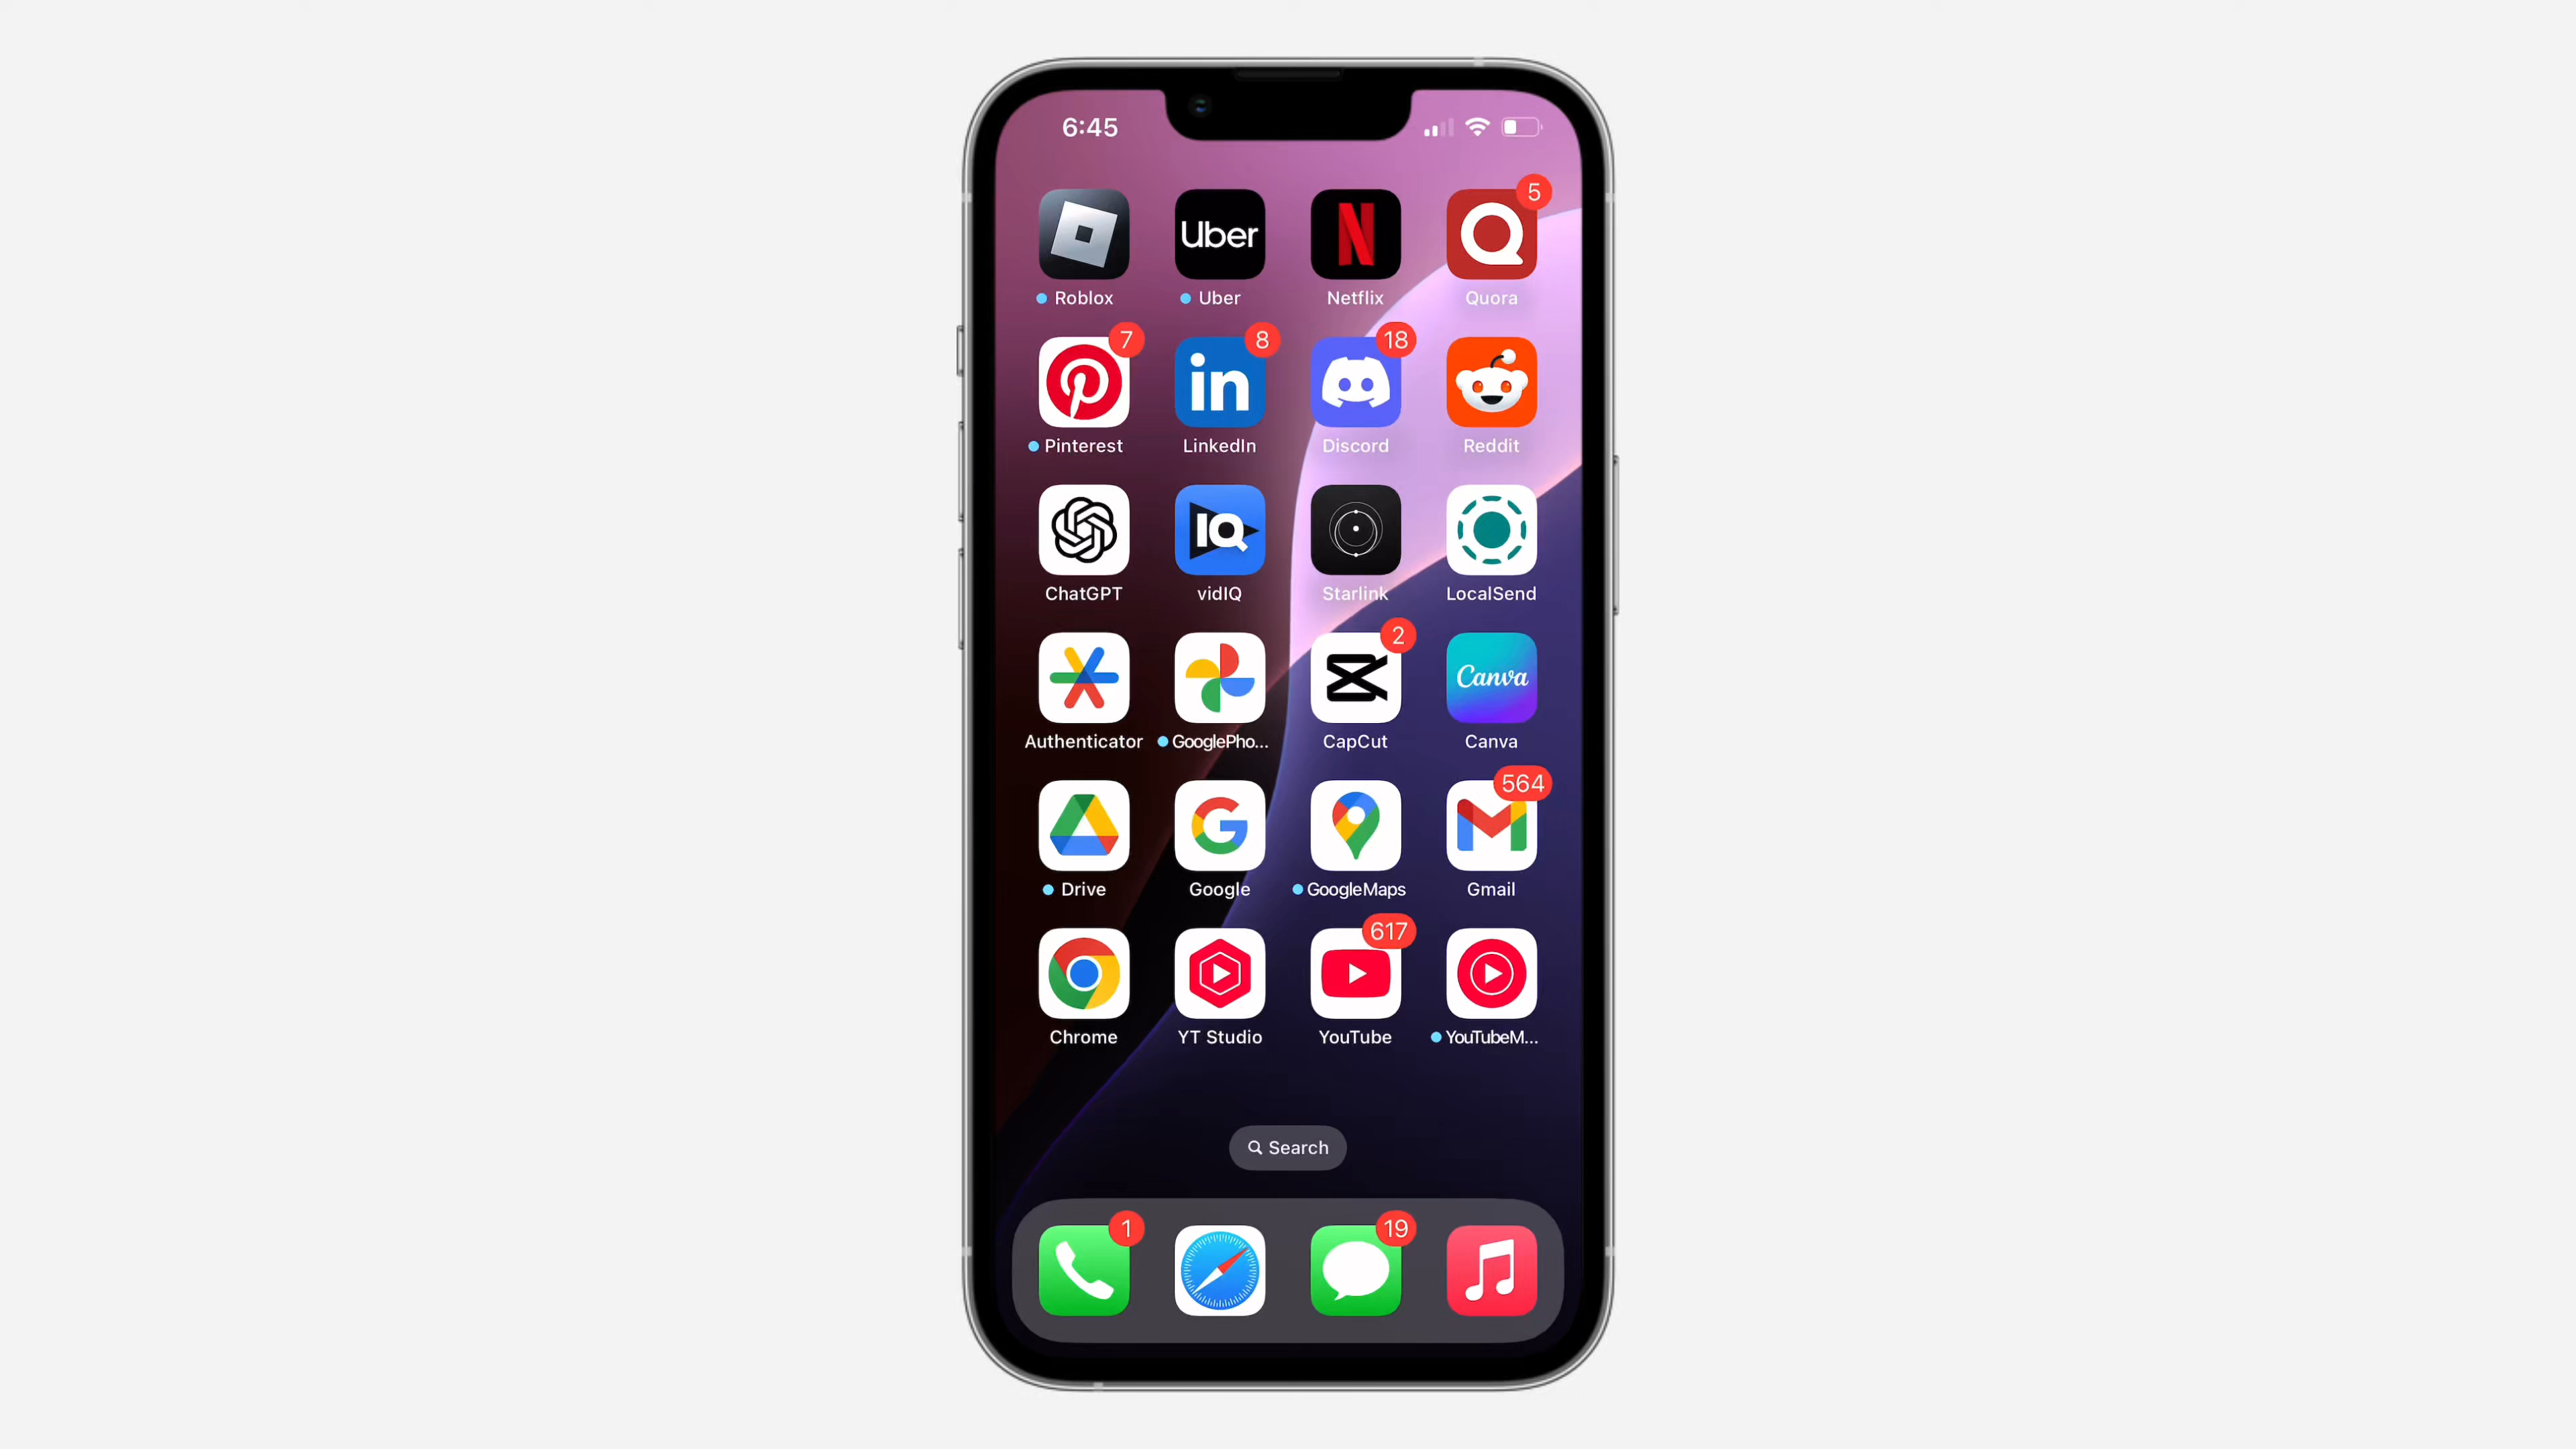 6:45
5
Uber
Roblox
Uber
Netflix
Quora
7
8
18
in
Pinterest
LinkedIn
Discord
Reddit
IQ
ChatGPT
vidIQ
Starlink
LocalSend
2
Canva
Authenticator
GooglePho...
CapCut
Canva
564
Drive
Google
GoogleMaps
Gmail
617
Chrome
YT Studio
YouTube
YouTubeM...
Search
1
19